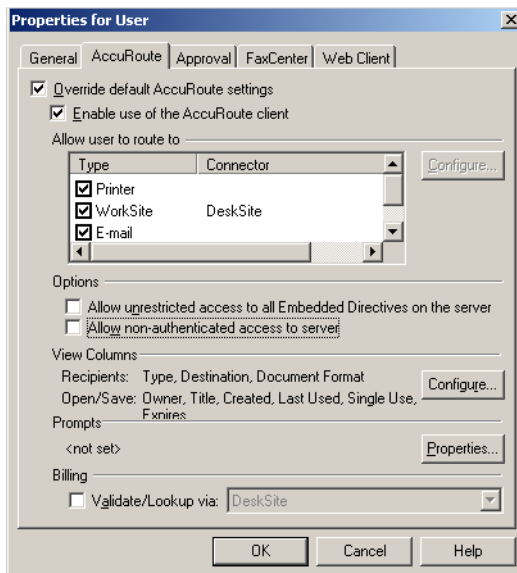 Properties for User
General AccuRoute Approval FaxCenter Web Client
Override default AccuRoute settings
Enable use of the AccuRoute client
Allow user to route to
Type Connector Configure...
Printer
WorkSite DeskSite
E-mail
Options
Allow unrestricted access to all Embedded Directives on the server
Allow non-authenticated access to server
View Columns
Recipients: Type, Destination, Document Format
Configure...
Open/Save: Owner, Title, Created, Last Used, Single Use,
Expires
Prompts
<not set> Properties...
Billing
Validate/Lookup via: DeskSite
OK Cancel Help